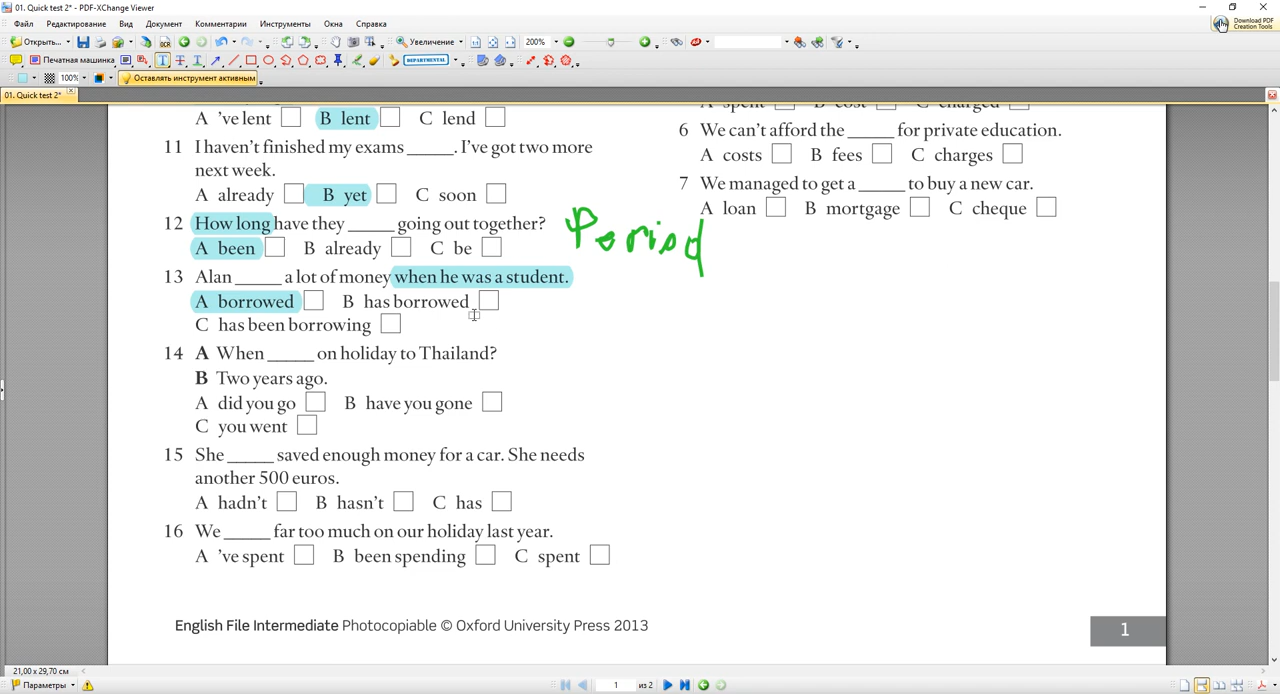 01. Quick test 2* - PDF-XChange Viewer
Файл Редактирование Вид Документ Комментарии Инструменты Окна Справка
Открыть... Увеличение 200% Download PDF Creation Tools
Печатная машинка DEPARTMENTAL
100% Оставлять инструмент активным
01. Quick test 2*
A 've lent B lent C lend
11 I haven't finished my exams _____. I've got two more
next week.
A already B yet C soon
12 How long have they _____ going out together?
A been B already C be
Period
13 Alan _____ a lot of money when he was a student.
A borrowed B has borrowed
C has been borrowing
14 A When _____ on holiday to Thailand?
B Two years ago.
A did you go B have you gone
C you went
15 She _____ saved enough money for a car. She needs
another 500 euros.
A hadn't B hasn't C has
16 We _____ far too much on our holiday last year.
A 've spent B been spending C spent
A spent B cost C charged
6 We can't afford the _____ for private education.
A costs B fees C charges
7 We managed to get a _____ to buy a new car.
A loan B mortgage C cheque
English File Intermediate Photocopiable © Oxford University Press 2013
1
21,00 x 29,70 см
Параметры 1 из 2